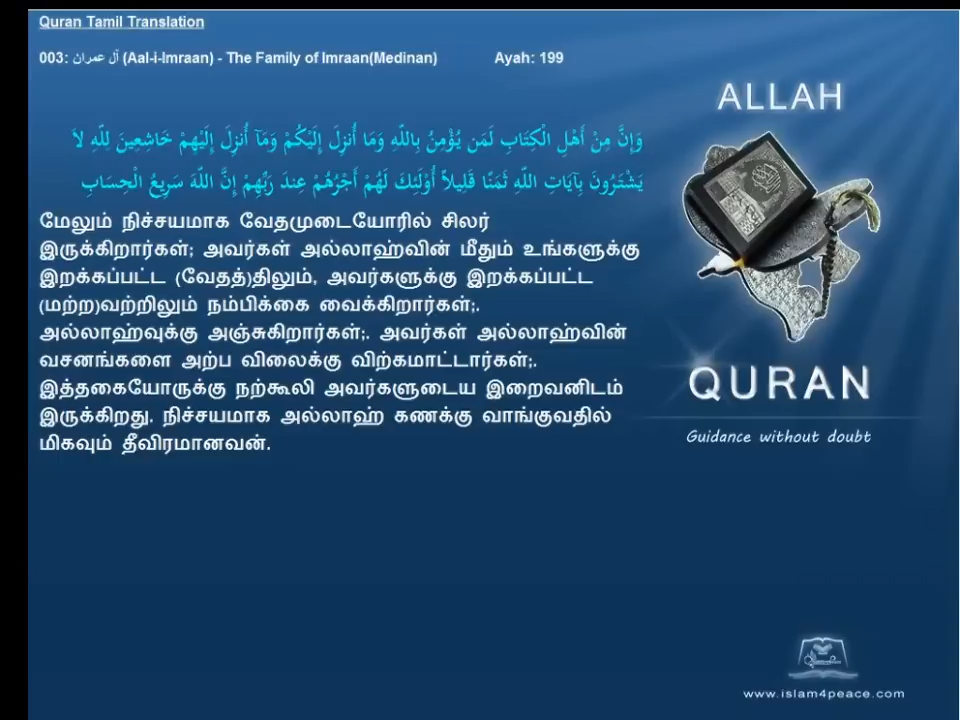 Quran Tamil Translation
003: آل عمران (Aal-i-Imraan) - The Family of Imraan(Medinan) Ayah: 199
ALLAH
وَإِنَّ مِنْ أَهْلِ الْكِتَابِ لَمَن يُؤْمِنُ بِاللّهِ وَمَا أُنزِلَ إِلَيْكُمْ وَمَآ أُنزِلَ إِلَيْهِمْ خَاشِعِينَ لِلّهِ لاَ
يَشْتَرُونَ بِآيَاتِ اللّهِ ثَمَنًا قَلِيلاً أُوْلَئِكَ لَهُمْ أَجْرُهُمْ عِندَ رَبِّهِمْ إِنَّ اللّهَ سَرِيعُ الْحِسَابِ
மேலும் நிச்சயமாக வேதமுடையோரில் சிலர்
இருக்கிறார்கள்; அவர்கள் அல்லாஹ்வின் மீதும் உங்களுக்கு
இறக்கப்பட்ட (வேதத்)திலும், அவர்களுக்கு இறக்கப்பட்ட
(மற்ற)வற்றிலும் நம்பிக்கை வைக்கிறார்கள்;.
அல்லாஹ்வுக்கு அஞ்சுகிறார்கள்;. அவர்கள் அல்லாஹ்வின்
வசனங்களை அற்ப விலைக்கு விற்கமாட்டார்கள்;.
இத்தகையோருக்கு நற்கூலி அவர்களுடைய இறைவனிடம்
இருக்கிறது. நிச்சயமாக அல்லாஹ் கணக்கு வாங்குவதில்
மிகவும் தீவிரமானவன்.
QURAN
Guidance without doubt
www.islam4peace.com